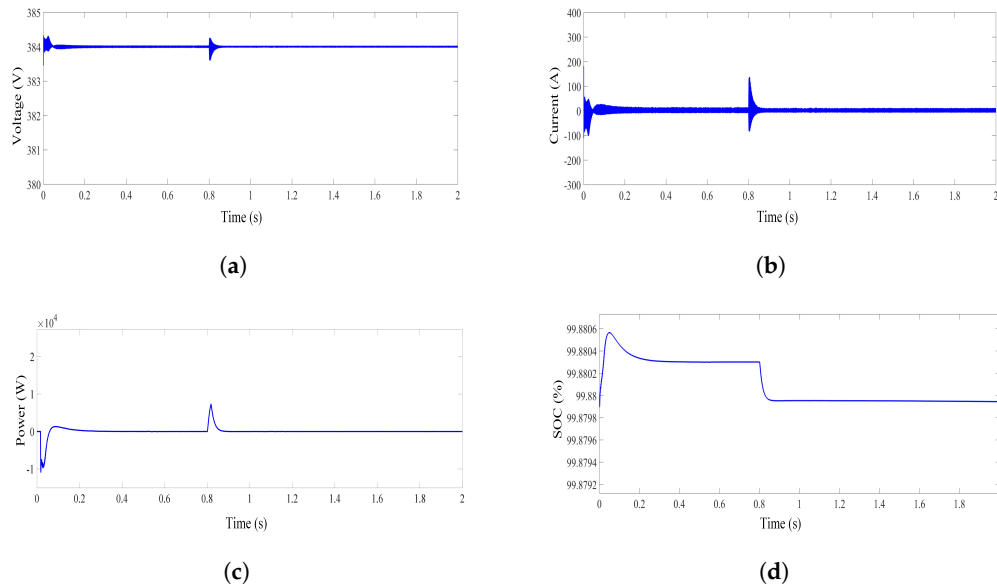 385
384
383
382
381
380
Voltage (V)
0 0.2 0.4 0.6 0.8 1 1.2 1.4 1.6 1.8 2
Time (s)
(a)
400
300
200
100
0
-100
-200
-300
Current (A)
0 0.2 0.4 0.6 0.8 1 1.2 1.4 1.6 1.8 2
Time (s)
(b)
×10⁴
2
1
0
-1
Power (W)
0 0.2 0.4 0.6 0.8 1 1.2 1.4 1.6 1.8 2
Time (s)
(c)
99.8806
99.8804
99.8802
99.88
99.8798
99.8796
99.8794
99.8792
SOC (%)
0 0.2 0.4 0.6 0.8 1 1.2 1.4 1.6 1.8
Time (s)
(d)